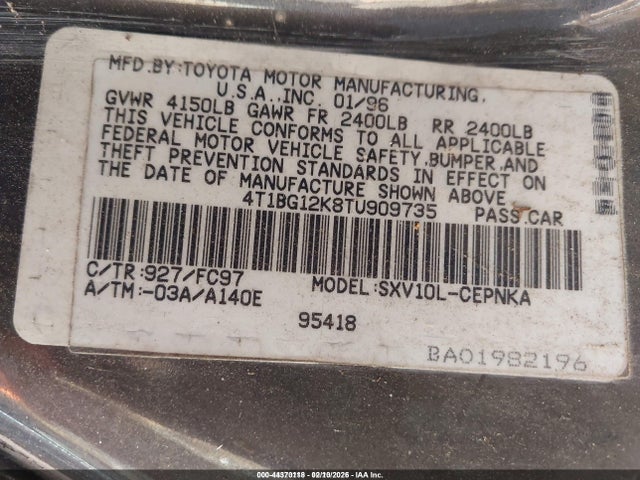 MFD.BY:TOYOTA MOTOR MANUFACTURING,
U.S.A.,INC. 01/96
GVWR 4150LB GAWR FR 2400LB RR 2400LB
THIS VEHICLE CONFORMS TO ALL APPLICABLE
FEDERAL MOTOR VEHICLE SAFETY,BUMPER,AND
THEFT PREVENTION STANDARDS IN EFFECT ON
THE DATE OF MANUFACTURE SHOWN ABOVE
4T1BG12K8TU909735 PASS.CAR
C/TR:927/FC97 MODEL:SXV10L-CEPNKA
A/TM:-03A/A140E
95418
BA01982196
000-44370118 - 02/10/2026 - IAA Inc.